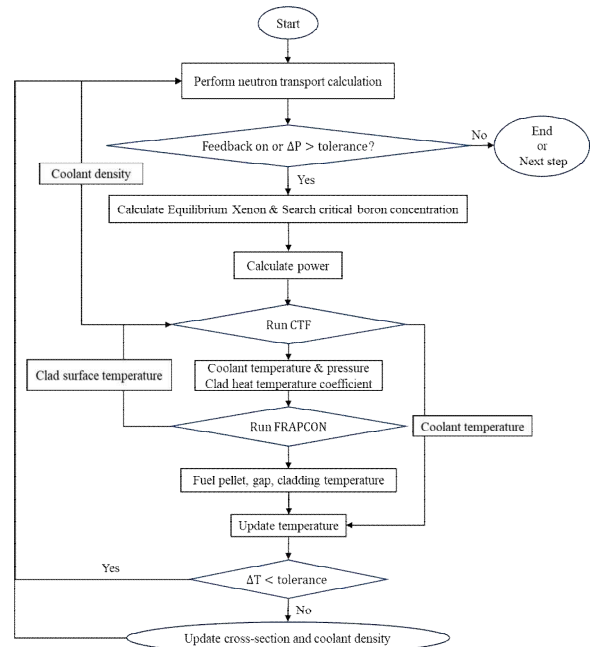 Start
Perform neutron transport calculation
Feedback on or ΔP > tolerance?
No
End
or
Next step
Coolant density
Yes
Calculate Equilibrium Xenon & Search critical boron concentration
Calculate power
Run CTF
Clad surface temperature
Coolant temperature & pressure
Clad heat temperature coefficient
Run FRAPCON
Coolant temperature
Fuel pellet, gap, cladding temperature
Update temperature
Yes
ΔT < tolerance
No
Update cross-section and coolant density